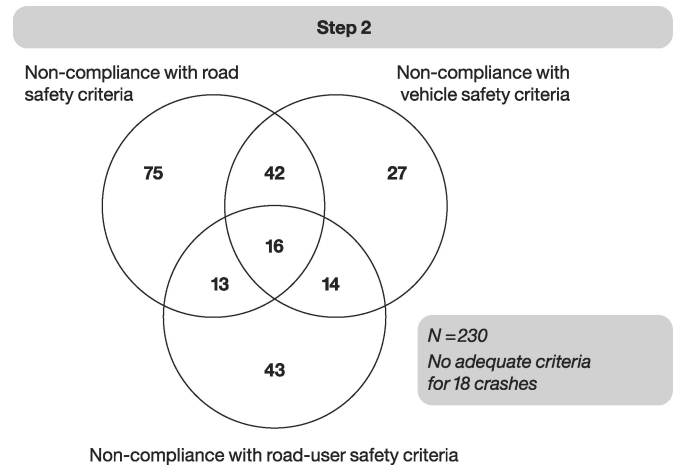 Step 2
Non-compliance with road
safety criteria
Non-compliance with
vehicle safety criteria
75
42
27
16
13
14
43
N =230
No adequate criteria
for 18 crashes
Non-compliance with road-user safety criteria